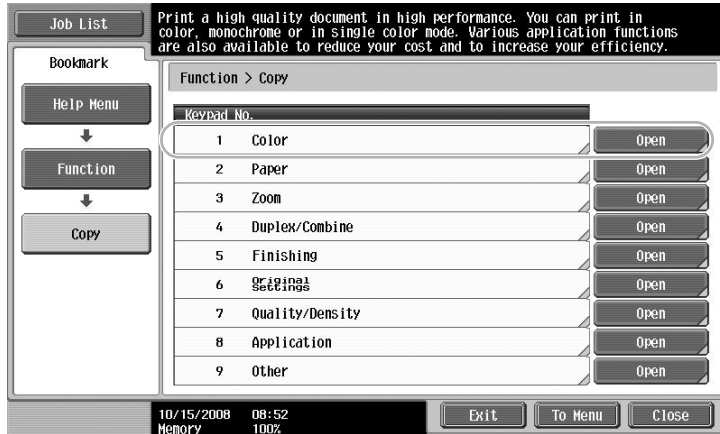 Job List
Print a high quality document in high performance. You can print in
color, monochrome or in single color mode. Various application functions
are also available to reduce your cost and to increase your efficiency.
Bookmark
Help Menu
Function
Copy
Function > Copy
Keypad No.
1 Color Open
2 Paper Open
3 Zoom Open
4 Duplex/Combine Open
5 Finishing Open
6 Original Settings Open
7 Quality/Density Open
8 Application Open
9 Other Open
10/15/2008 08:52
Memory 100%
Exit
To Menu
Close